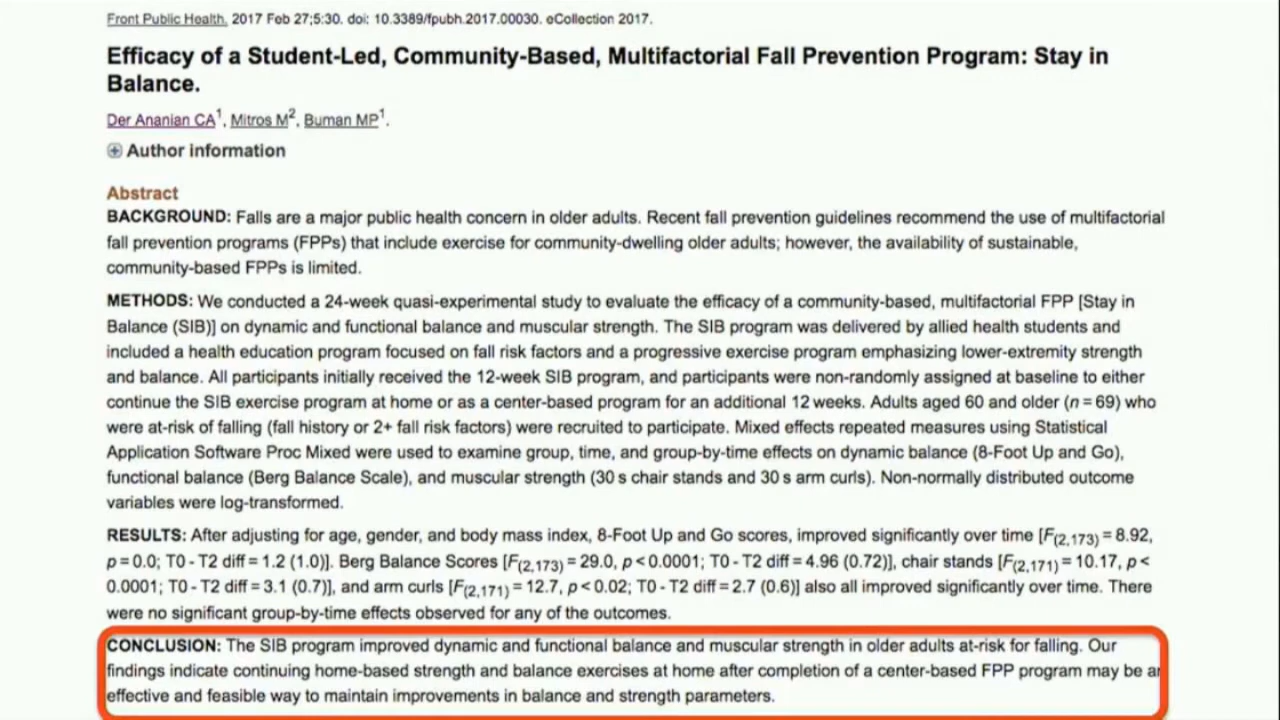 Front Public Health. 2017 Feb 27;5:30. doi: 10.3389/fpubh.2017.00030. eCollection 2017.
Efficacy of a Student-Led, Community-Based, Multifactorial Fall Prevention Program: Stay in
Balance.
Der Ananian CA1, Mitros M2, Buman MP1.
Author information
Abstract
BACKGROUND: Falls are a major public health concern in older adults. Recent fall prevention guidelines recommend the use of multifactorial
fall prevention programs (FPPs) that include exercise for community-dwelling older adults; however, the availability of sustainable,
community-based FPPs is limited.
METHODS: We conducted a 24-week quasi-experimental study to evaluate the efficacy of a community-based, multifactorial FPP [Stay in
Balance (SIB)] on dynamic and functional balance and muscular strength. The SIB program was delivered by allied health students and
included a health education program focused on fall risk factors and a progressive exercise program emphasizing lower-extremity strength
and balance. All participants initially received the 12-week SIB program, and participants were non-randomly assigned at baseline to either
continue the SIB exercise program at home or as a center-based program for an additional 12 weeks. Adults aged 60 and older (n = 69) who
were at-risk of falling (fall history or 2+ fall risk factors) were recruited to participate. Mixed effects repeated measures using Statistical
Application Software Proc Mixed were used to examine group, time, and group-by-time effects on dynamic balance (8-Foot Up and Go),
functional balance (Berg Balance Scale), and muscular strength (30 s chair stands and 30 s arm curls). Non-normally distributed outcome
variables were log-transformed.
RESULTS: After adjusting for age, gender, and body mass index, 8-Foot Up and Go scores, improved significantly over time [F(2,173) = 8.92,
p = 0.0; T0 - T2 diff = 1.2 (1.0)]. Berg Balance Scores [F(2,173) = 29.0, p < 0.0001; T0 - T2 diff = 4.96 (0.72)], chair stands [F(2,171) = 10.17, p <
0.0001; T0 - T2 diff = 3.1 (0.7)], and arm curls [F(2,171) = 12.7, p < 0.02; T0 - T2 diff = 2.7 (0.6)] also all improved significantly over time. There
were no significant group-by-time effects observed for any of the outcomes.
CONCLUSION: The SIB program improved dynamic and functional balance and muscular strength in older adults at-risk for falling. Our
findings indicate continuing home-based strength and balance exercises at home after completion of a center-based FPP program may be an
effective and feasible way to maintain improvements in balance and strength parameters.